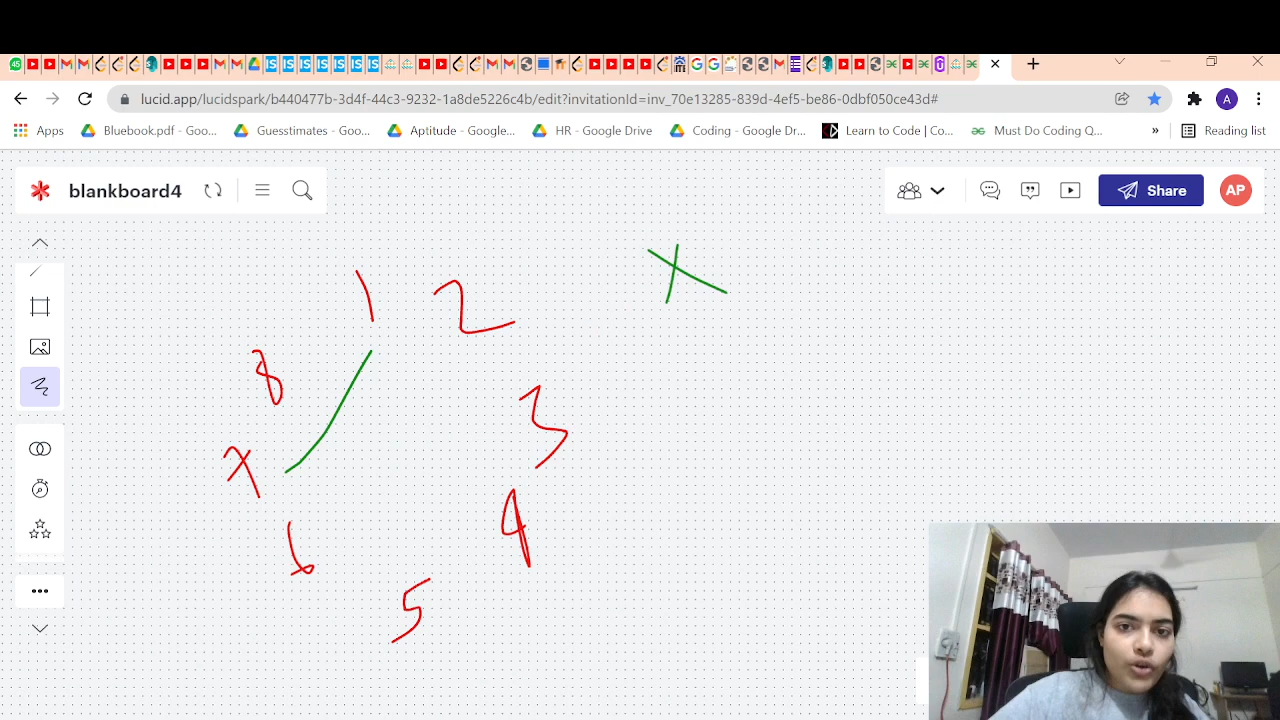 45
lucid.app/lucidspark/b440477b-3d4f-44c3-9232-1a8de5226c4b/edit?invitationId=inv_70e13285-839d-4ef5-be86-0dbf050ce43d#
A
Apps Bluebook.pdf - Goo... Guesstimates - Goo... Aptitude - Google... HR - Google Drive Coding - Google Dr... Learn to Code | Co... Must Do Coding Q... » Reading list
blankboard4 Share AP
1 2
8 3
7 4
6
5